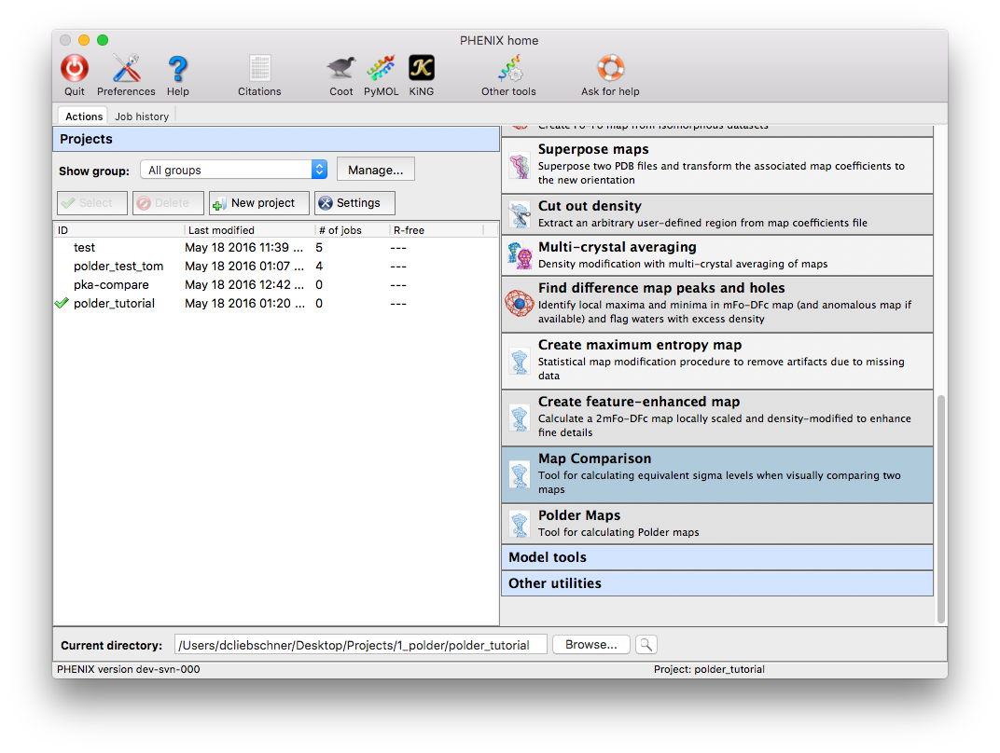 PHENIX home
Quit Preferences Help Citations Coot PyMOL KiNG Other tools Ask for help
Actions Job history
Projects
Show group: All groups Manage...
Select Delete New project Settings
ID Last modified # of jobs R-free
test May 18 2016 11:39 ... 5 ---
polder_test_tom May 18 2016 01:07 ... 4 ---
pka-compare May 18 2016 12:42 ... 0 ---
polder_tutorial May 18 2016 01:20 ... 0 ---
Create Fo-Fo map from isomorphous datasets
Superpose maps
Superpose two PDB files and transform the associated map coefficients to
the new orientation
Cut out density
Extract an arbitrary user-defined region from map coefficients file
Multi-crystal averaging
Density modification with multi-crystal averaging of maps
Find difference map peaks and holes
Identify local maxima and minima in mFo-DFc map (and anomalous map if
available) and flag waters with excess density
Create maximum entropy map
Statistical map modification procedure to remove artifacts due to missing
data
Create feature-enhanced map
Calculate a 2mFo-DFc map locally scaled and density-modified to enhance
fine details
Map Comparison
Tool for calculating equivalent sigma levels when visually comparing two
maps
Polder Maps
Tool for calculating Polder maps
Model tools
Other utilities
Current directory: /Users/dcliebschner/Desktop/Projects/1_polder/polder_tutorial Browse...
PHENIX version dev-svn-000 Project: polder_tutorial